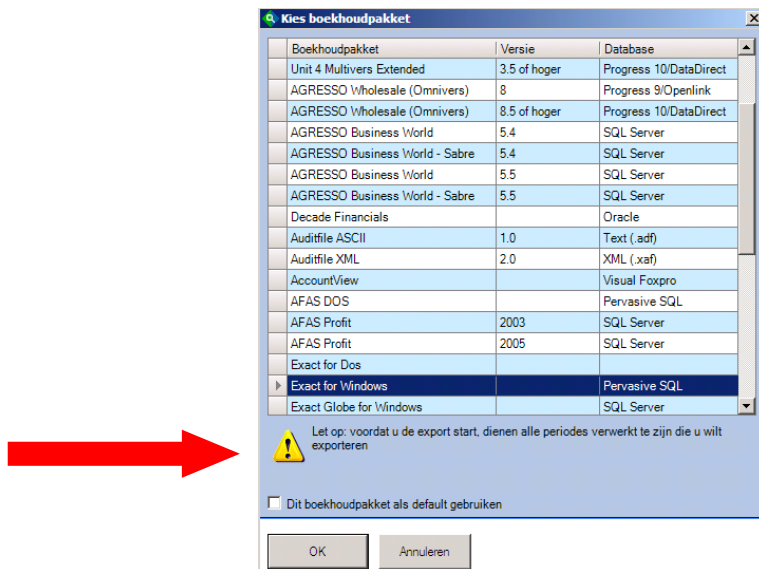 Kies boekhoudpakket
Boekhoudpakket Versie Database
Unit 4 Multivers Extended 3.5 of hoger Progress 10/DataDirect
AGRESSO Wholesale (Omnivers) 8 Progress 9/Openlink
AGRESSO Wholesale (Omnivers) 8.5 of hoger Progress 10/DataDirect
AGRESSO Business World 5.4 SQL Server
AGRESSO Business World - Sabre 5.4 SQL Server
AGRESSO Business World 5.5 SQL Server
AGRESSO Business World - Sabre 5.5 SQL Server
Decade Financials Oracle
Auditfile ASCII 1.0 Text (.adf)
Auditfile XML 2.0 XML (.xaf)
AccountView Visual Foxpro
AFAS DOS Pervasive SQL
AFAS Profit 2003 SQL Server
AFAS Profit 2005 SQL Server
Exact for Dos
Exact for Windows Pervasive SQL
Exact Globe for Windows SQL Server
Let op: voordat u de export start, dienen alle periodes verwerkt te zijn die u wilt
exporteren
Dit boekhoudpakket als default gebruiken
OK Annuleren